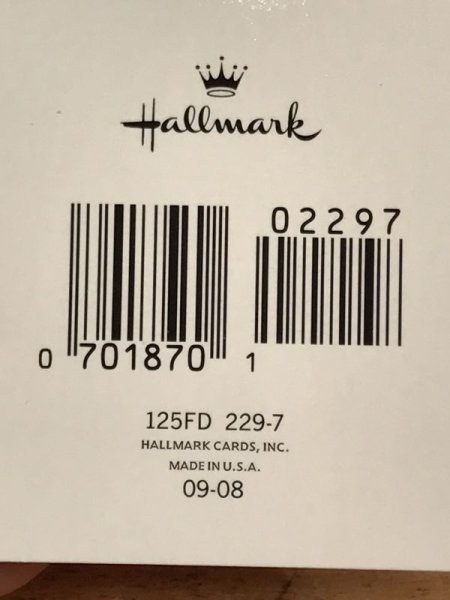 Hallmark
02297
0 701870 1
125FD 229-7
HALLMARK CARDS, INC.
MADE IN U.S.A.
09-08